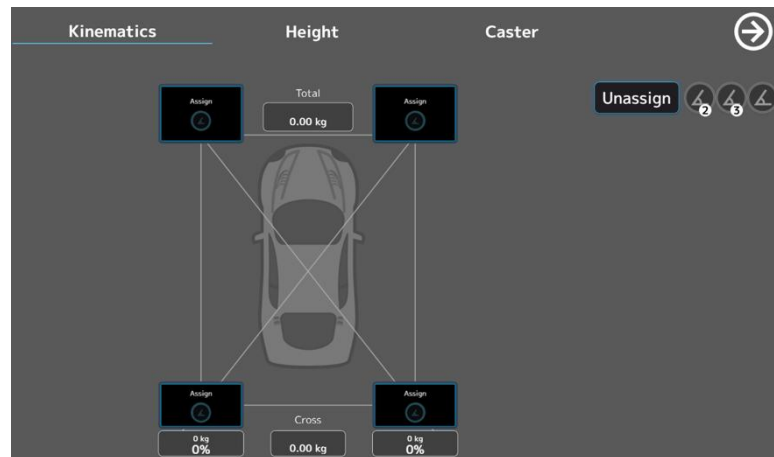 Kinematics Height Caster
Total
Assign Assign
0.00 kg
Unassign
2 3
Assign Assign
Cross
0 kg 0 kg
0% 0.00 kg 0%